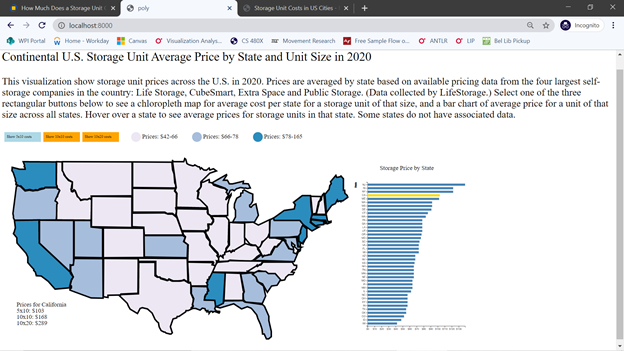 How Much Does a Storage Unit C
poly
Storage Unit Costs in US Cities -
localhost:8000
Incognito
WPI Portal
Home - Workday
Canvas
Visualization Analys...
CS 480X
Movement Research
Free Sample Flow o...
ANTLR
LIP
Bel Lib Pickup
Continental U.S. Storage Unit Average Price by State and Unit Size in 2020
This visualization show storage unit prices across the U.S. in 2020. Prices are averaged by state based on available pricing data from the four largest self-
storage companies in the country: Life Storage, CubeSmart, Extra Space and Public Storage. (Data collected by LifeStorage.) Select one of the three
rectangular buttons below to see a chloropleth map for average cost per state for a storage unit of that size, and a bar chart of average price for a unit of that
size across all states. Hover over a state to see average prices for storage units in that state. Some states do not have associated data.
Show 5x10 costs Show 10x10 costs Show 10x20 costs Prices: $42-66 Prices: $66-78 Prices: $78-165
Storage Price by State
Prices for California
5x10: $103
10x10: $168
10x20: $289